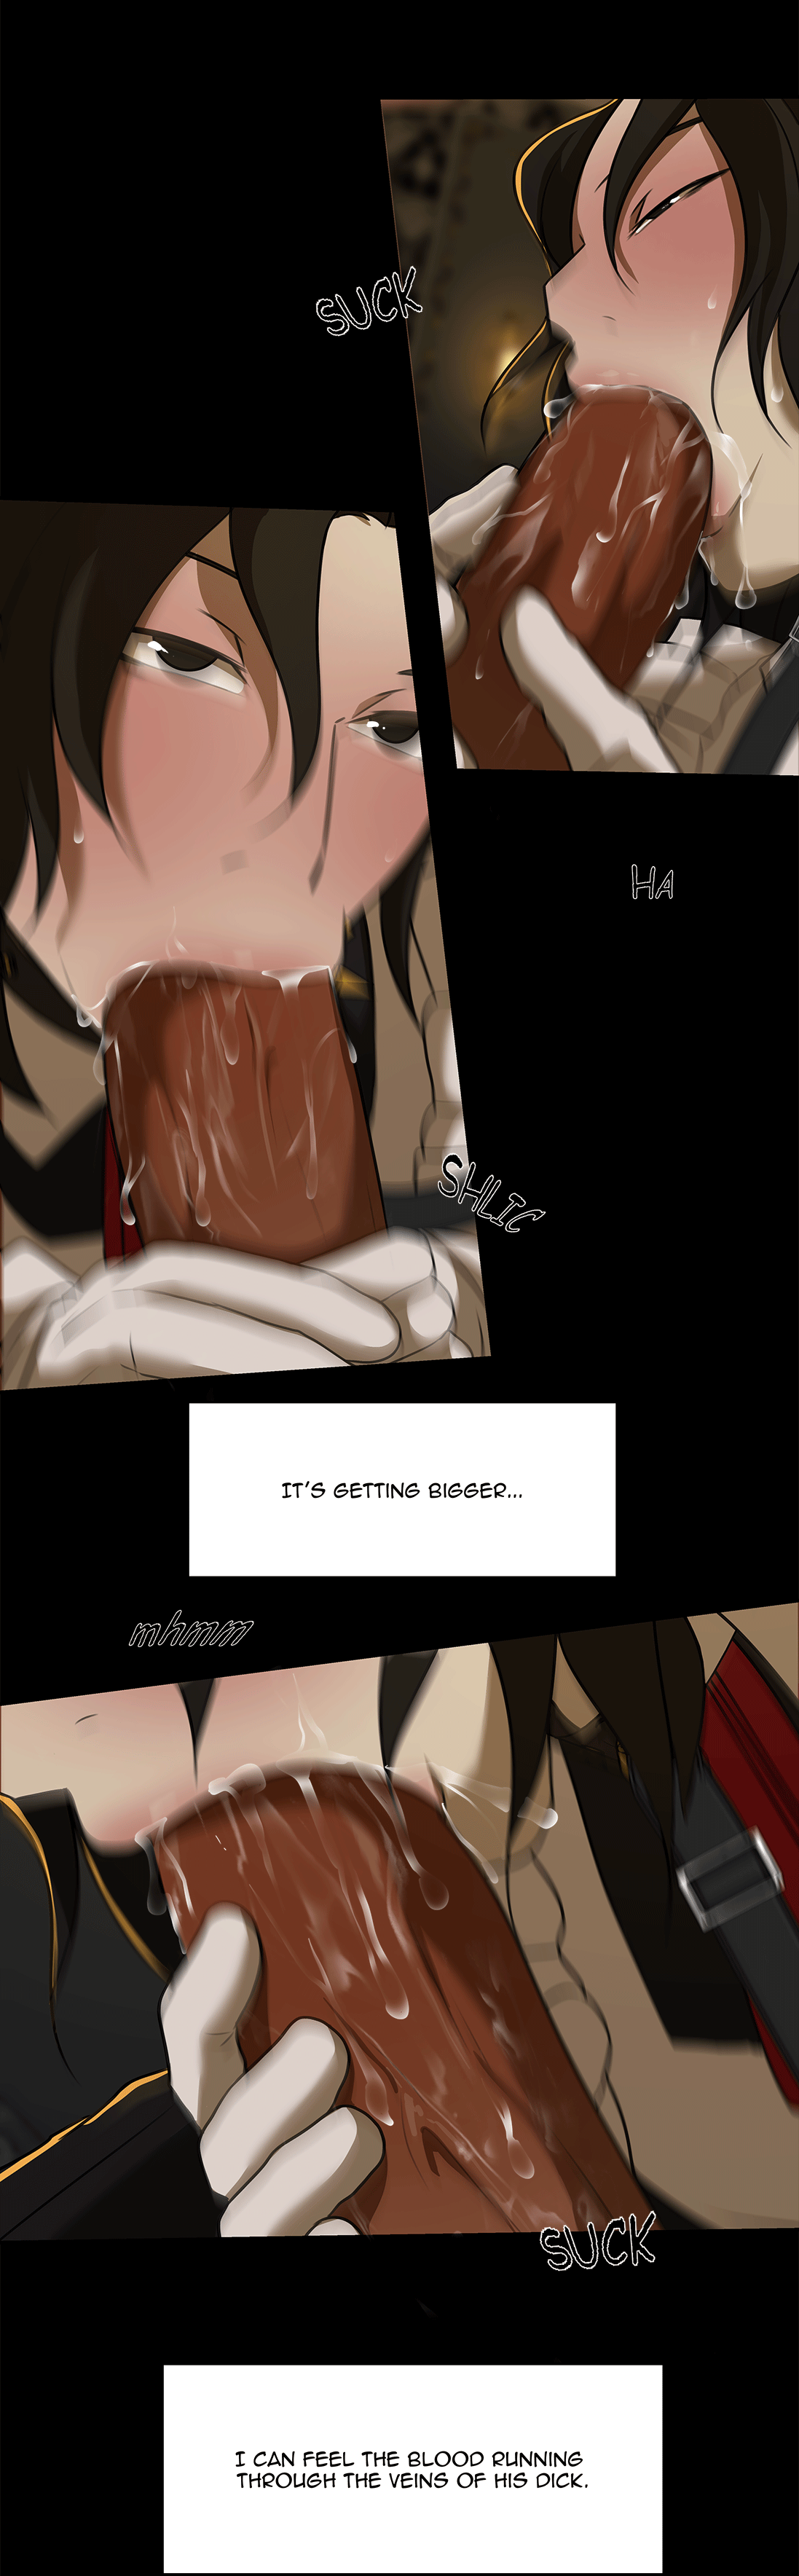 SUCK
HA
SHLIC
IT'S GETTING BIGGER...
mhmm
SUCK
I CAN FEEL THE BLOOD RUNNING
THROUGH THE VEINS OF HIS DICK.